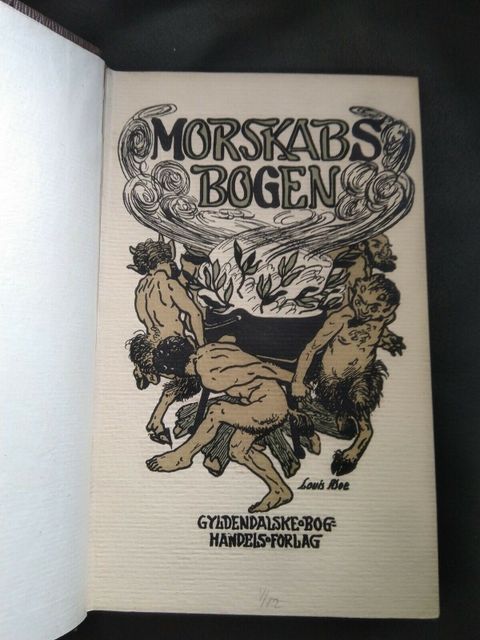 MORSKABS
BOGEN
Louis Moe
GYLDENDALSKE BOG=
HANDELS FORLAG